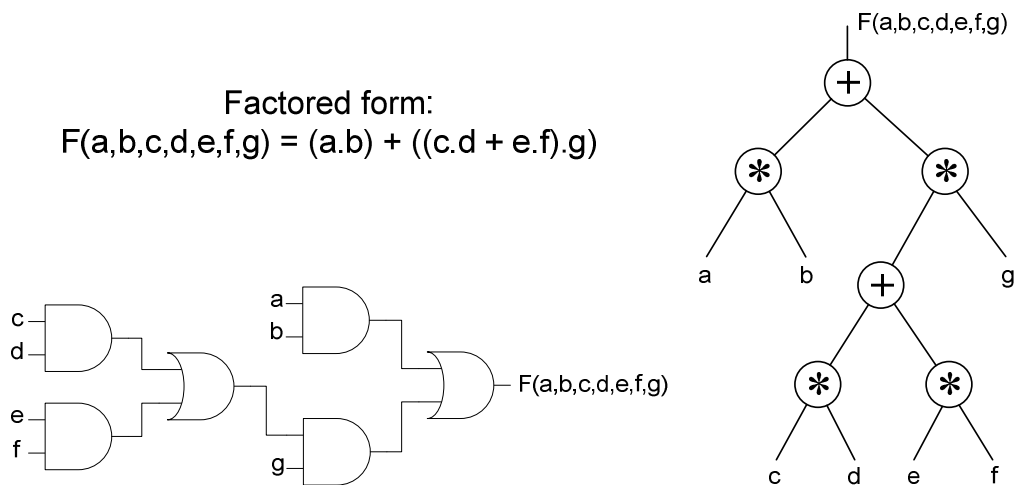 Factored form:
F(a,b,c,d,e,f,g) = (a.b) + ((c.d + e.f).g)
F(a,b,c,d,e,f,g)
+
*
*
a
b
g
+
*
*
c
d
e
f
c
d
e
f
a
b
g
F(a,b,c,d,e,f,g)